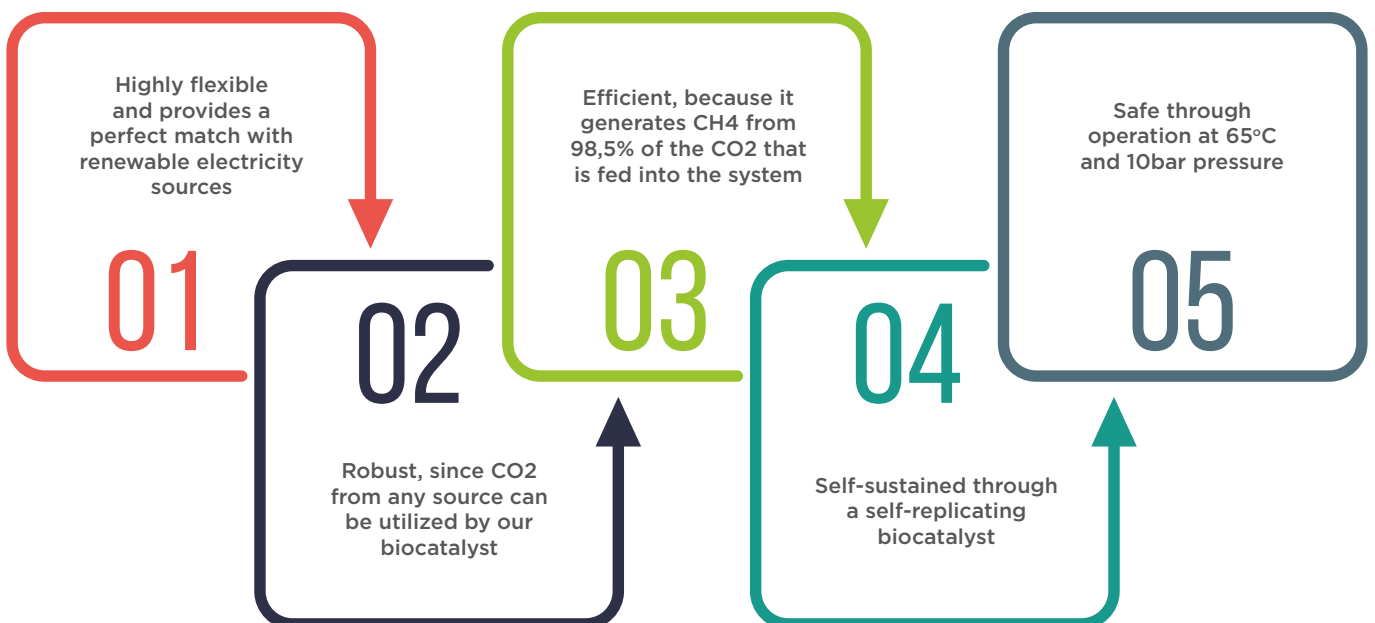 Highly flexible
and provides a
perfect match with
renewable electricity
sources
01
02
Robust, since CO2
from any source can
be utilized by our
biocatalyst
Efficient, because it
generates CH4 from
98,5% of the CO2 that
is fed into the system
03
04
Self-sustained through
a self-replicating
biocatalyst
Safe through
operation at 65°C
and 10bar pressure
05